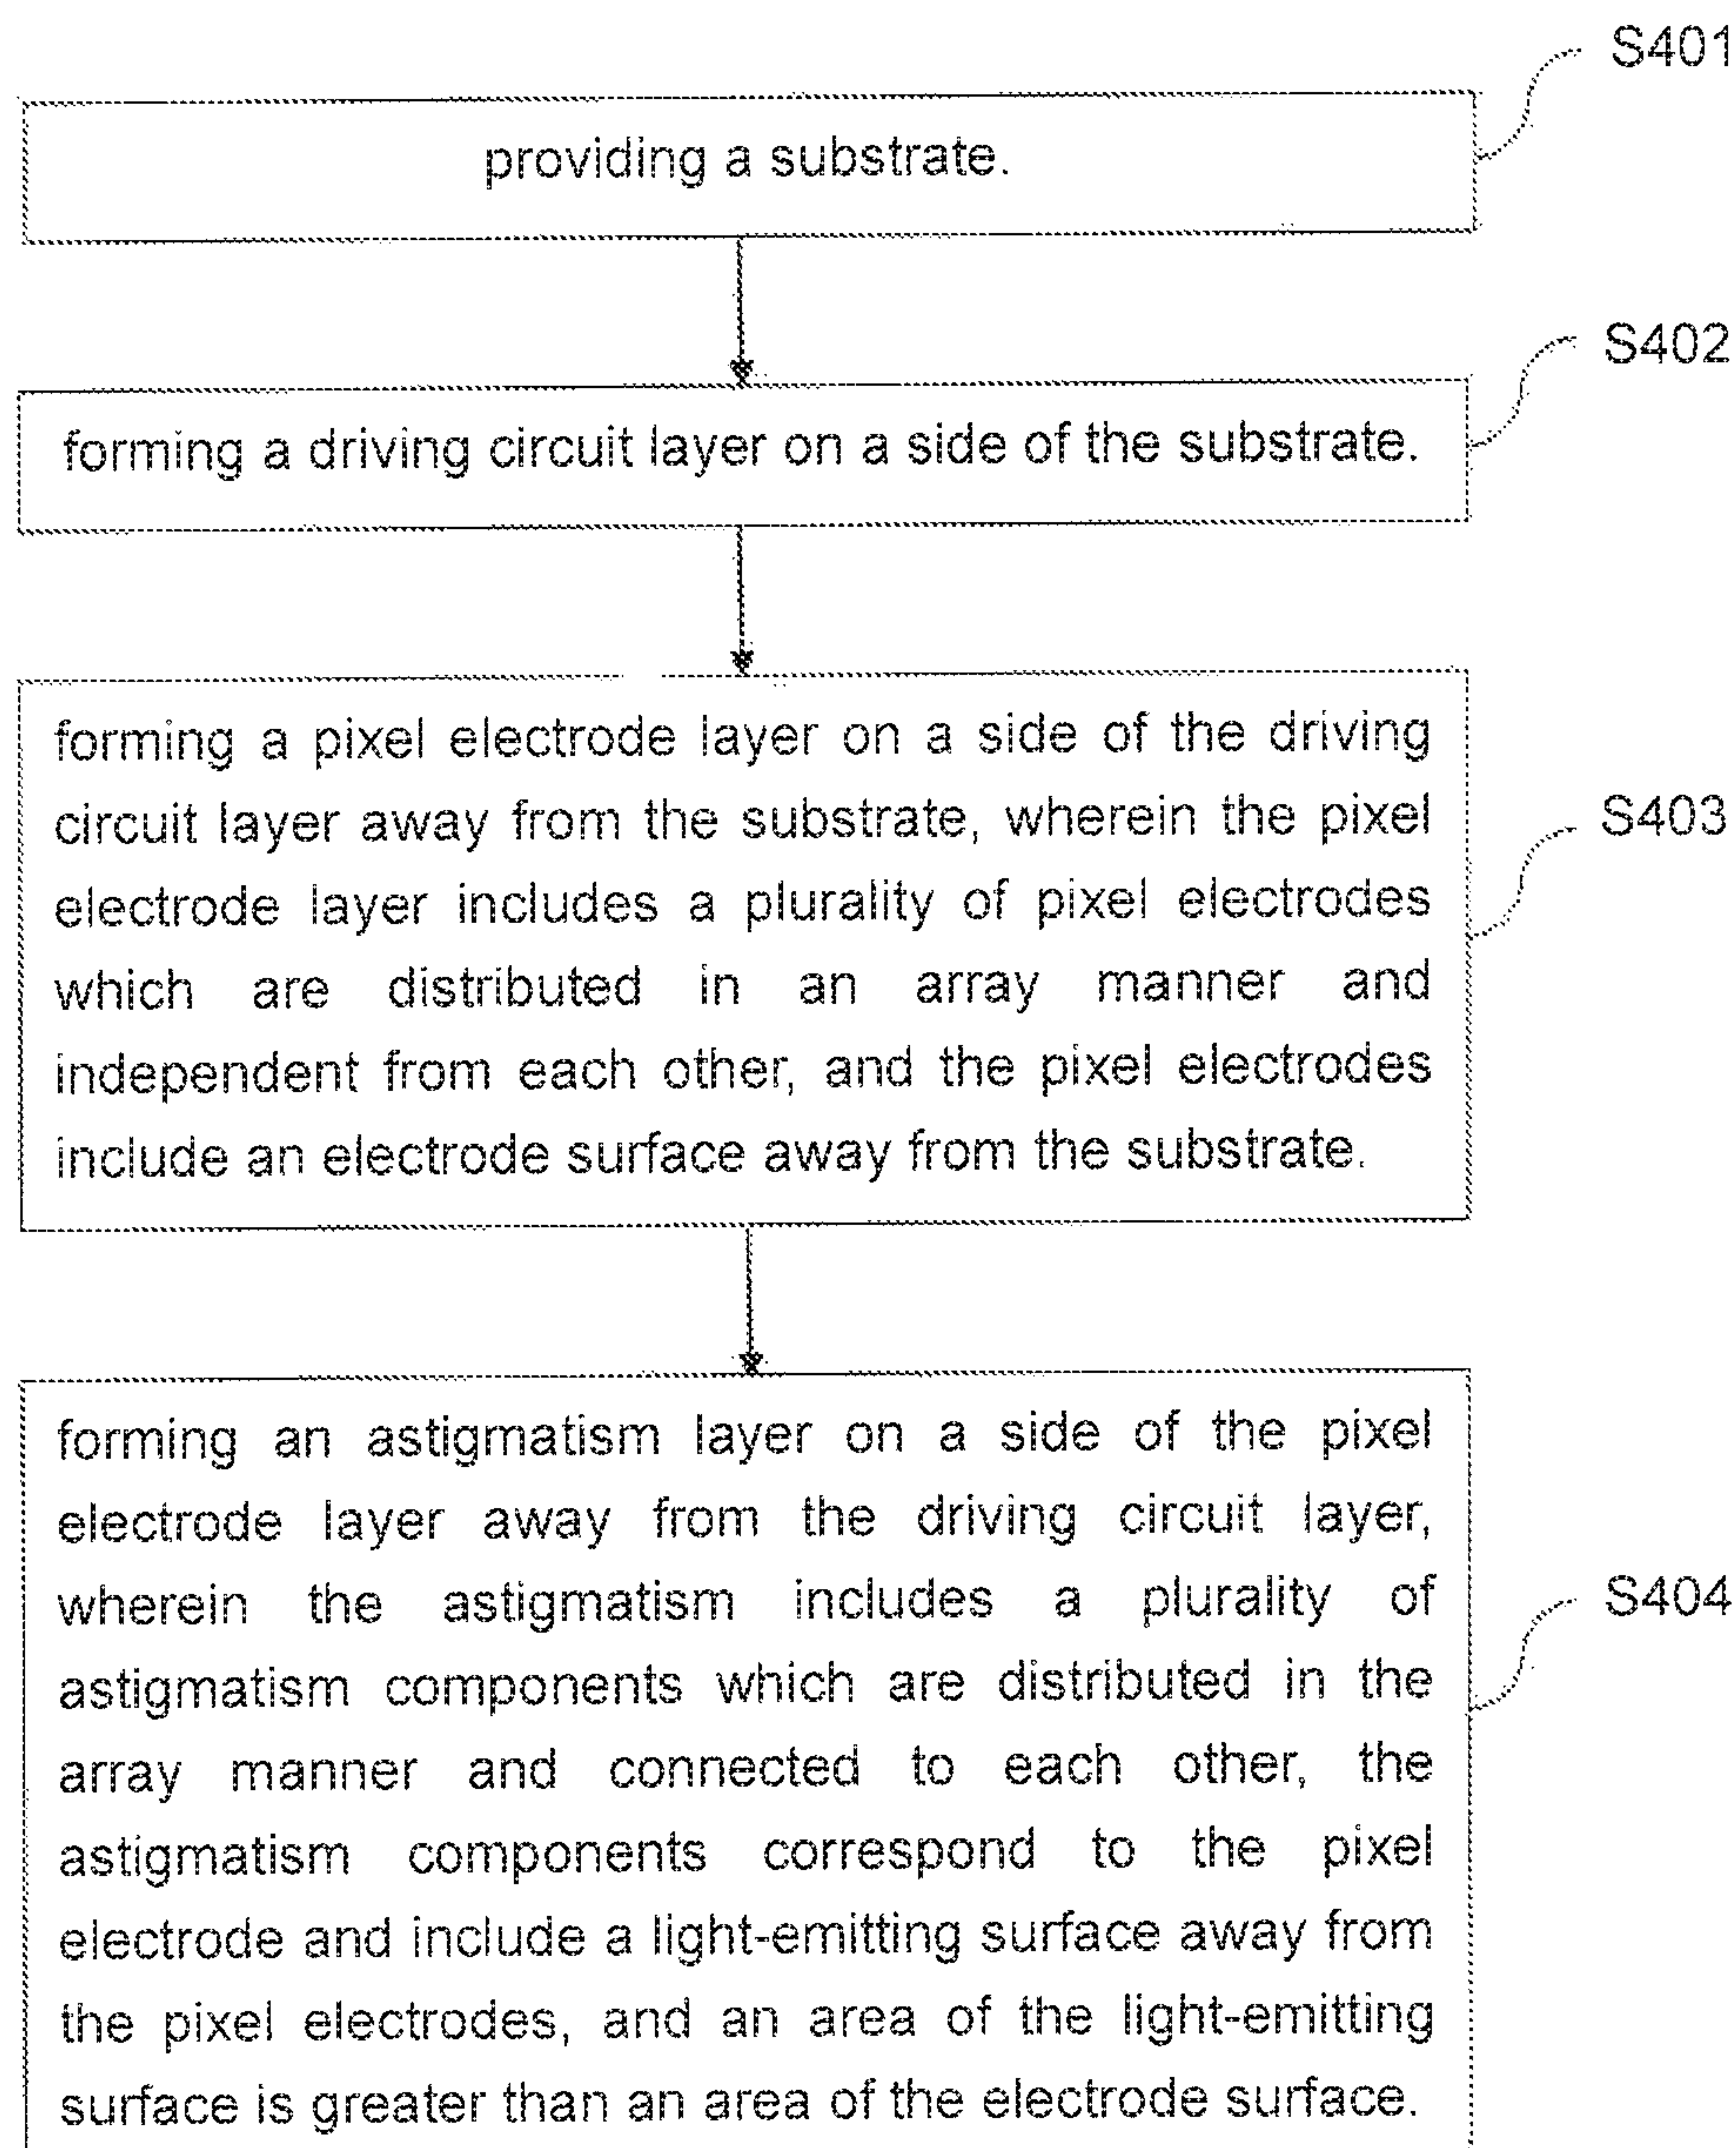 S401
providing a substrate.
S402
forming a driving circuit layer on a side of the substrate.
forming a pixel electrode layer on a side of the driving
circuit layer away from the substrate, wherein the pixel
S403
electrode layer includes a plurality of pixel electrodes
which are distributed in an array manner and
independent from each other, and the pixel electrodes
include an electrode surface away from the substrate.
forming an astigmatism layer on a side of the pixel
electrode layer away from the driving circuit layer,
wherein the astigmatism includes a plurality of
S404
astigmatism components which are distributed in the
array manner and connected to each other, the
astigmatism components correspond to the pixel
electrode and include a light-emitting surface away from
the pixel electrodes, and an area of the light-emitting
surface is greater than an area of the electrode surface.